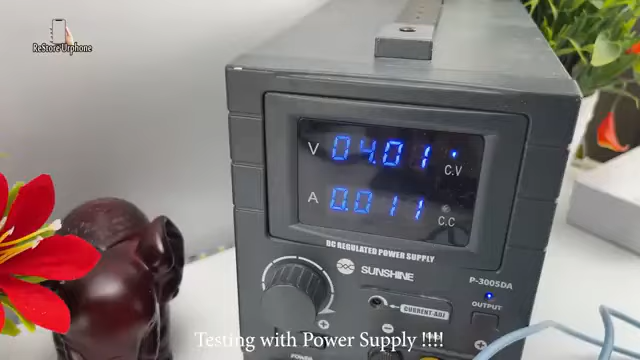 ReStore Urphone
V 04.01 C.V
A 0.011 C.C
DC REGULATED POWER SUPPLY
SUNSHINE
P-3005DA
OUTPUT
CURRENT-ADJ
POWER
Testing with Power Supply !!!!